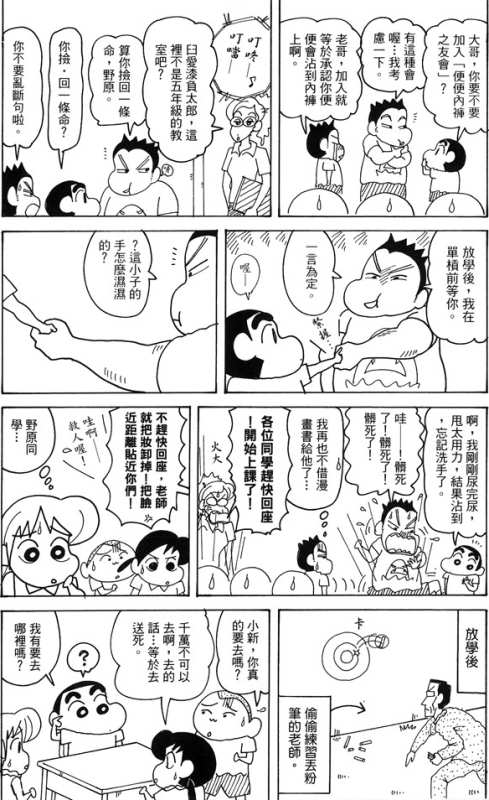 大哥，你要不要
加入「便便內褲
之友會」？
有這種會
喔…我考
慮一下。
老哥，加入就
等於承認你便
便會沾到內褲
上啊。
叮咚
叮噹
臼愛漆負太郎，這
裡不是五年級的教
室吧？
算你撿回一條
命，野原。
你撿．回一條命？
你不要亂斷句啦。
放學後，我在
單槓前等你。
一言為定。
緊握
喔—
？這小子的
手怎麼濕濕
的？
啊，我剛剛尿完尿，
甩太用力，結果沾到
，忘記洗手了。
哇——！髒死
了！髒死了！
髒死了！
我再也不借漫
畫書給他了…
各位同學趕快回座
！開始上課了！
火大
不趕快回座，老師
就把妝卸掉！把臉
近距離貼近你們！
哇啊
救人喔！
野原同
學…
放學後
卡
偷偷練習丟粉
筆的老師。
小新，你真
的要去嗎？
千萬不可以
去啊，去的
話…等於去
送死。
？
我有要去
哪裡嗎？